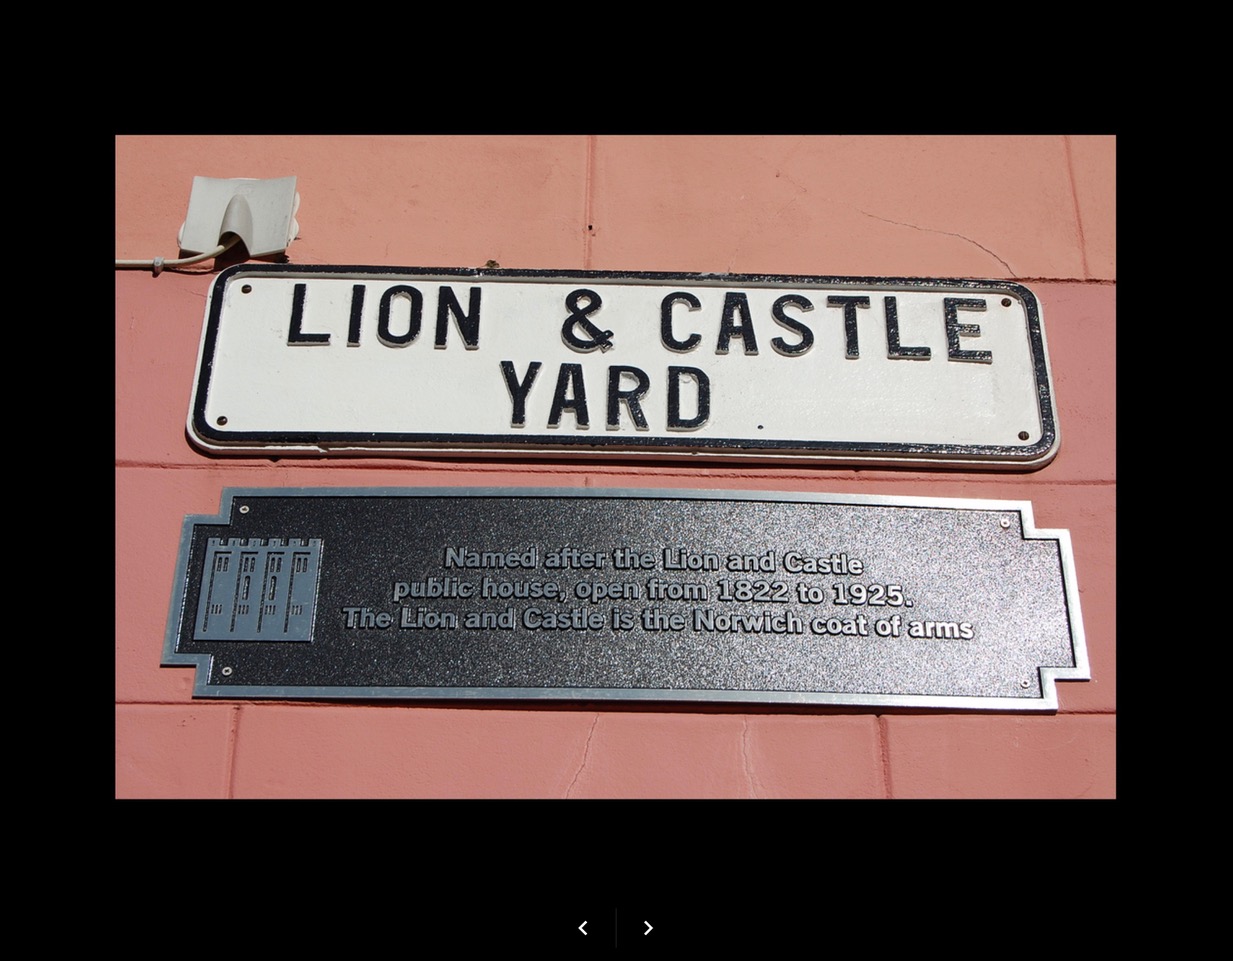 LION & CASTLE
YARD
Named after the Lion and Castle
public house, open from 1822 to 1925.
The Lion and Castle is the Norwich coat of arms